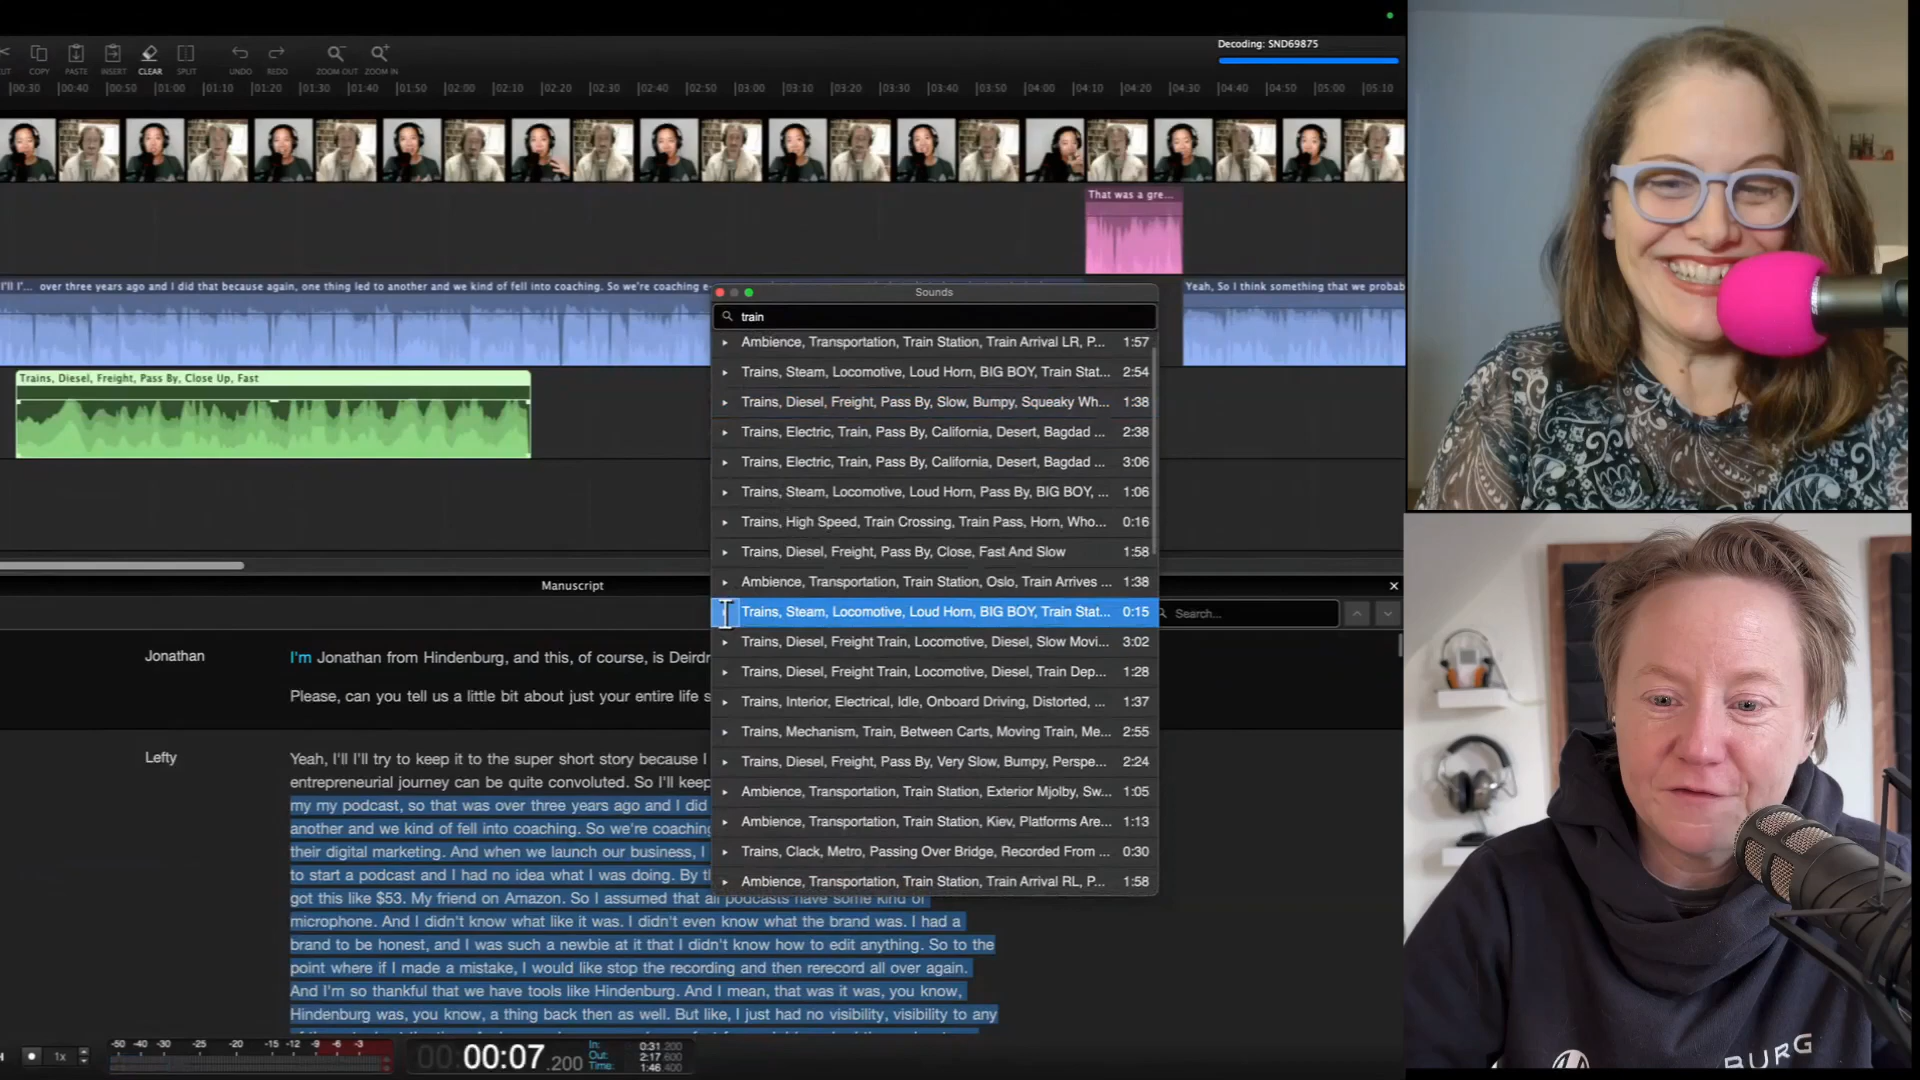 Decoding: SND69875
COPY PASTE INSERT CLEAR SPLIT UNDO REDO ZOOM OUT ZOOM IN
00:30 00:40 00:50 01:00 01:10 01:20 01:30 01:40 01:50 02:00 02:10 02:20 02:30 02:40 02:50 03:00 03:10 03:20 03:30 03:40 03:50 04:00 04:10 04:20 04:30 04:40 04:50 05:00 05:10
That was a gre...
I'll I'... over three years ago and I did that because again, one thing led to another and we kind of fell into coaching. So we're coaching e
Yeah, So I think something that we probab
Trains, Diesel, Freight, Pass By, Close Up, Fast
Sounds
train
Ambience, Transportation, Train Station, Train Arrival LR, P... 1:57
Trains, Steam, Locomotive, Loud Horn, BIG BOY, Train Stat... 2:54
Trains, Diesel, Freight, Pass By, Slow, Bumpy, Squeaky Wh... 1:38
Trains, Electric, Train, Pass By, California, Desert, Bagdad ... 2:38
Trains, Electric, Train, Pass By, California, Desert, Bagdad ... 3:06
Trains, Steam, Locomotive, Loud Horn, Pass By, BIG BOY, ... 1:06
Trains, High Speed, Train Crossing, Train Pass, Horn, Who... 0:16
Trains, Diesel, Freight, Pass By, Close, Fast And Slow 1:58
Ambience, Transportation, Train Station, Oslo, Train Arrives ... 1:38
Trains, Steam, Locomotive, Loud Horn, BIG BOY, Train Stat... 0:15
Trains, Diesel, Freight Train, Locomotive, Diesel, Slow Movi... 3:02
Trains, Diesel, Freight Train, Locomotive, Diesel, Train Dep... 1:28
Trains, Interior, Electrical, Idle, Onboard Driving, Distorted, ... 1:37
Trains, Mechanism, Train, Between Carts, Moving Train, Me... 2:55
Trains, Diesel, Freight, Pass By, Very Slow, Bumpy, Perspe... 2:24
Ambience, Transportation, Train Station, Exterior Mjolby, Sw... 1:05
Ambience, Transportation, Train Station, Kiev, Platforms Are... 1:13
Trains, Clack, Metro, Passing Over Bridge, Recorded From ... 0:30
Ambience, Transportation, Train Station, Train Arrival RL, P... 1:58
Manuscript
Search...
Jonathan
I'm Jonathan from Hindenburg, and this, of course, is Deirdr
Please, can you tell us a little bit about just your entire life s
Lefty
Yeah, I'll I'll try to keep it to the super short story because I
entrepreneurial journey can be quite convoluted. So I'll keep
my my podcast, so that was over three years ago and I did
another and we kind of fell into coaching. So we're coaching
their digital marketing. And when we launch our business, I
to start a podcast and I had no idea what I was doing. By th
got this like $53. My friend on Amazon. So I assumed that all podcasts have some kind of
microphone. And I didn't know what like it was. I didn't even know what the brand was. I had a
brand to be honest, and I was such a newbie at it that I didn't know how to edit anything. So to the
point where if I made a mistake, I would like stop the recording and then rerecord all over again.
And I'm so thankful that we have tools like Hindenburg. And I mean, that was it was, you know,
Hindenburg was, you know, a thing back then as well. But like, I just had no visibility, visibility to any
1x
-50 -40 -30 -25 -20 -15 -12 -9 -6 -3
00:00:07.200
In: 0:31.200
Out: 2:17.600
Time: 1:46.400
BURG